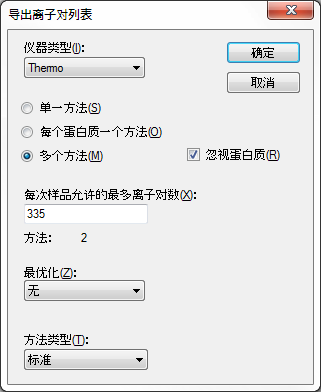 导出离子对列表
仪器类型(I):
Thermo
确定
取消
单一方法(S)
每个蛋白质一个方法(O)
多个方法(M)
忽视蛋白质(R)
每次样品允许的最多离子对数(X):
335
方法: 2
最优化(Z):
无
方法类型(T):
标准